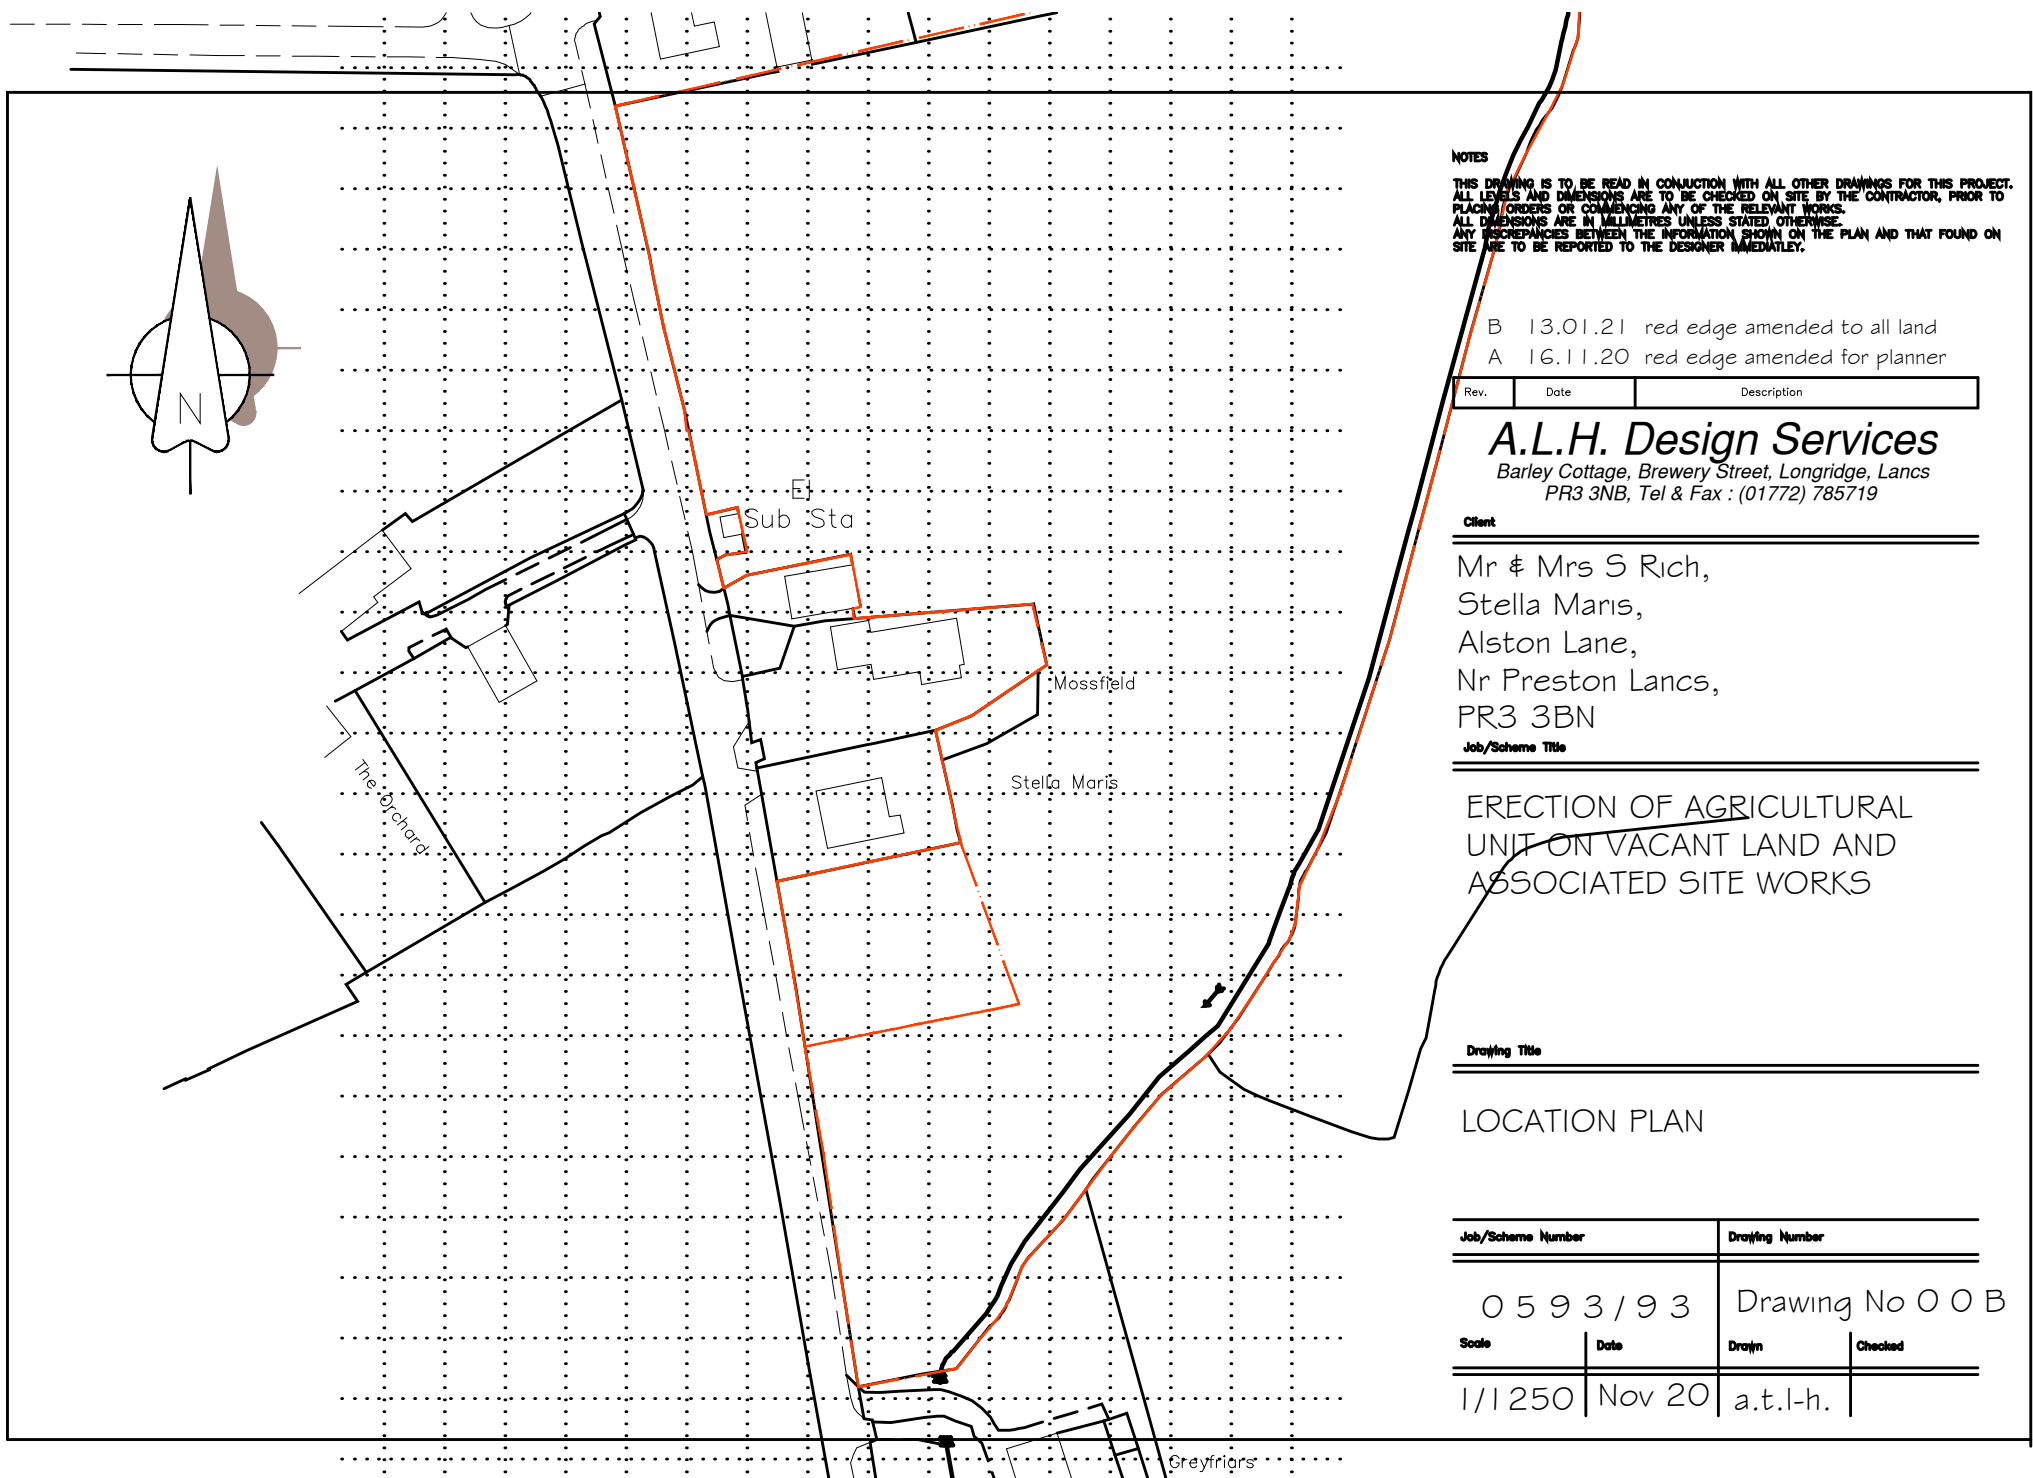 N
El
Sub Sta
Mossfield
Stella Maris
The Orchard
Greyfriars
NOTES
THIS DRAWING IS TO BE READ IN CONJUCTION WITH ALL OTHER DRAWINGS FOR THIS PROJECT.
ALL LEVELS AND DIMENSIONS ARE TO BE CHECKED ON SITE BY THE CONTRACTOR, PRIOR TO
PLACING ORDERS OR COMMENCING ANY OF THE RELEVANT WORKS.
ALL DIMENSIONS ARE IN MILLIMETRES UNLESS STATED OTHERWISE.
ANY DISCREPANCIES BETWEEN THE INFORMATION SHOWN ON THE PLAN AND THAT FOUND ON
SITE ARE TO BE REPORTED TO THE DESIGNER IMMEDIATLEY.
B 13.01.21 red edge amended to all land
A 16.11.20 red edge amended for planner
Rev. Date Description
A.L.H. Design Services
Barley Cottage, Brewery Street, Longridge, Lancs
PR3 3NB, Tel & Fax : (01772) 785719
Client
Mr & Mrs S Rich,
Stella Maris,
Alston Lane,
Nr Preston Lancs,
PR3 3BN
Job/Scheme Title
ERECTION OF AGRICULTURAL
UNIT ON VACANT LAND AND
ASSOCIATED SITE WORKS
Drawing Title
LOCATION PLAN
Job/Scheme Number Drawing Number
0593/93 Drawing No 00B
Scale Date Drawn Checked
1/1250 Nov 20 a.t.l-h.